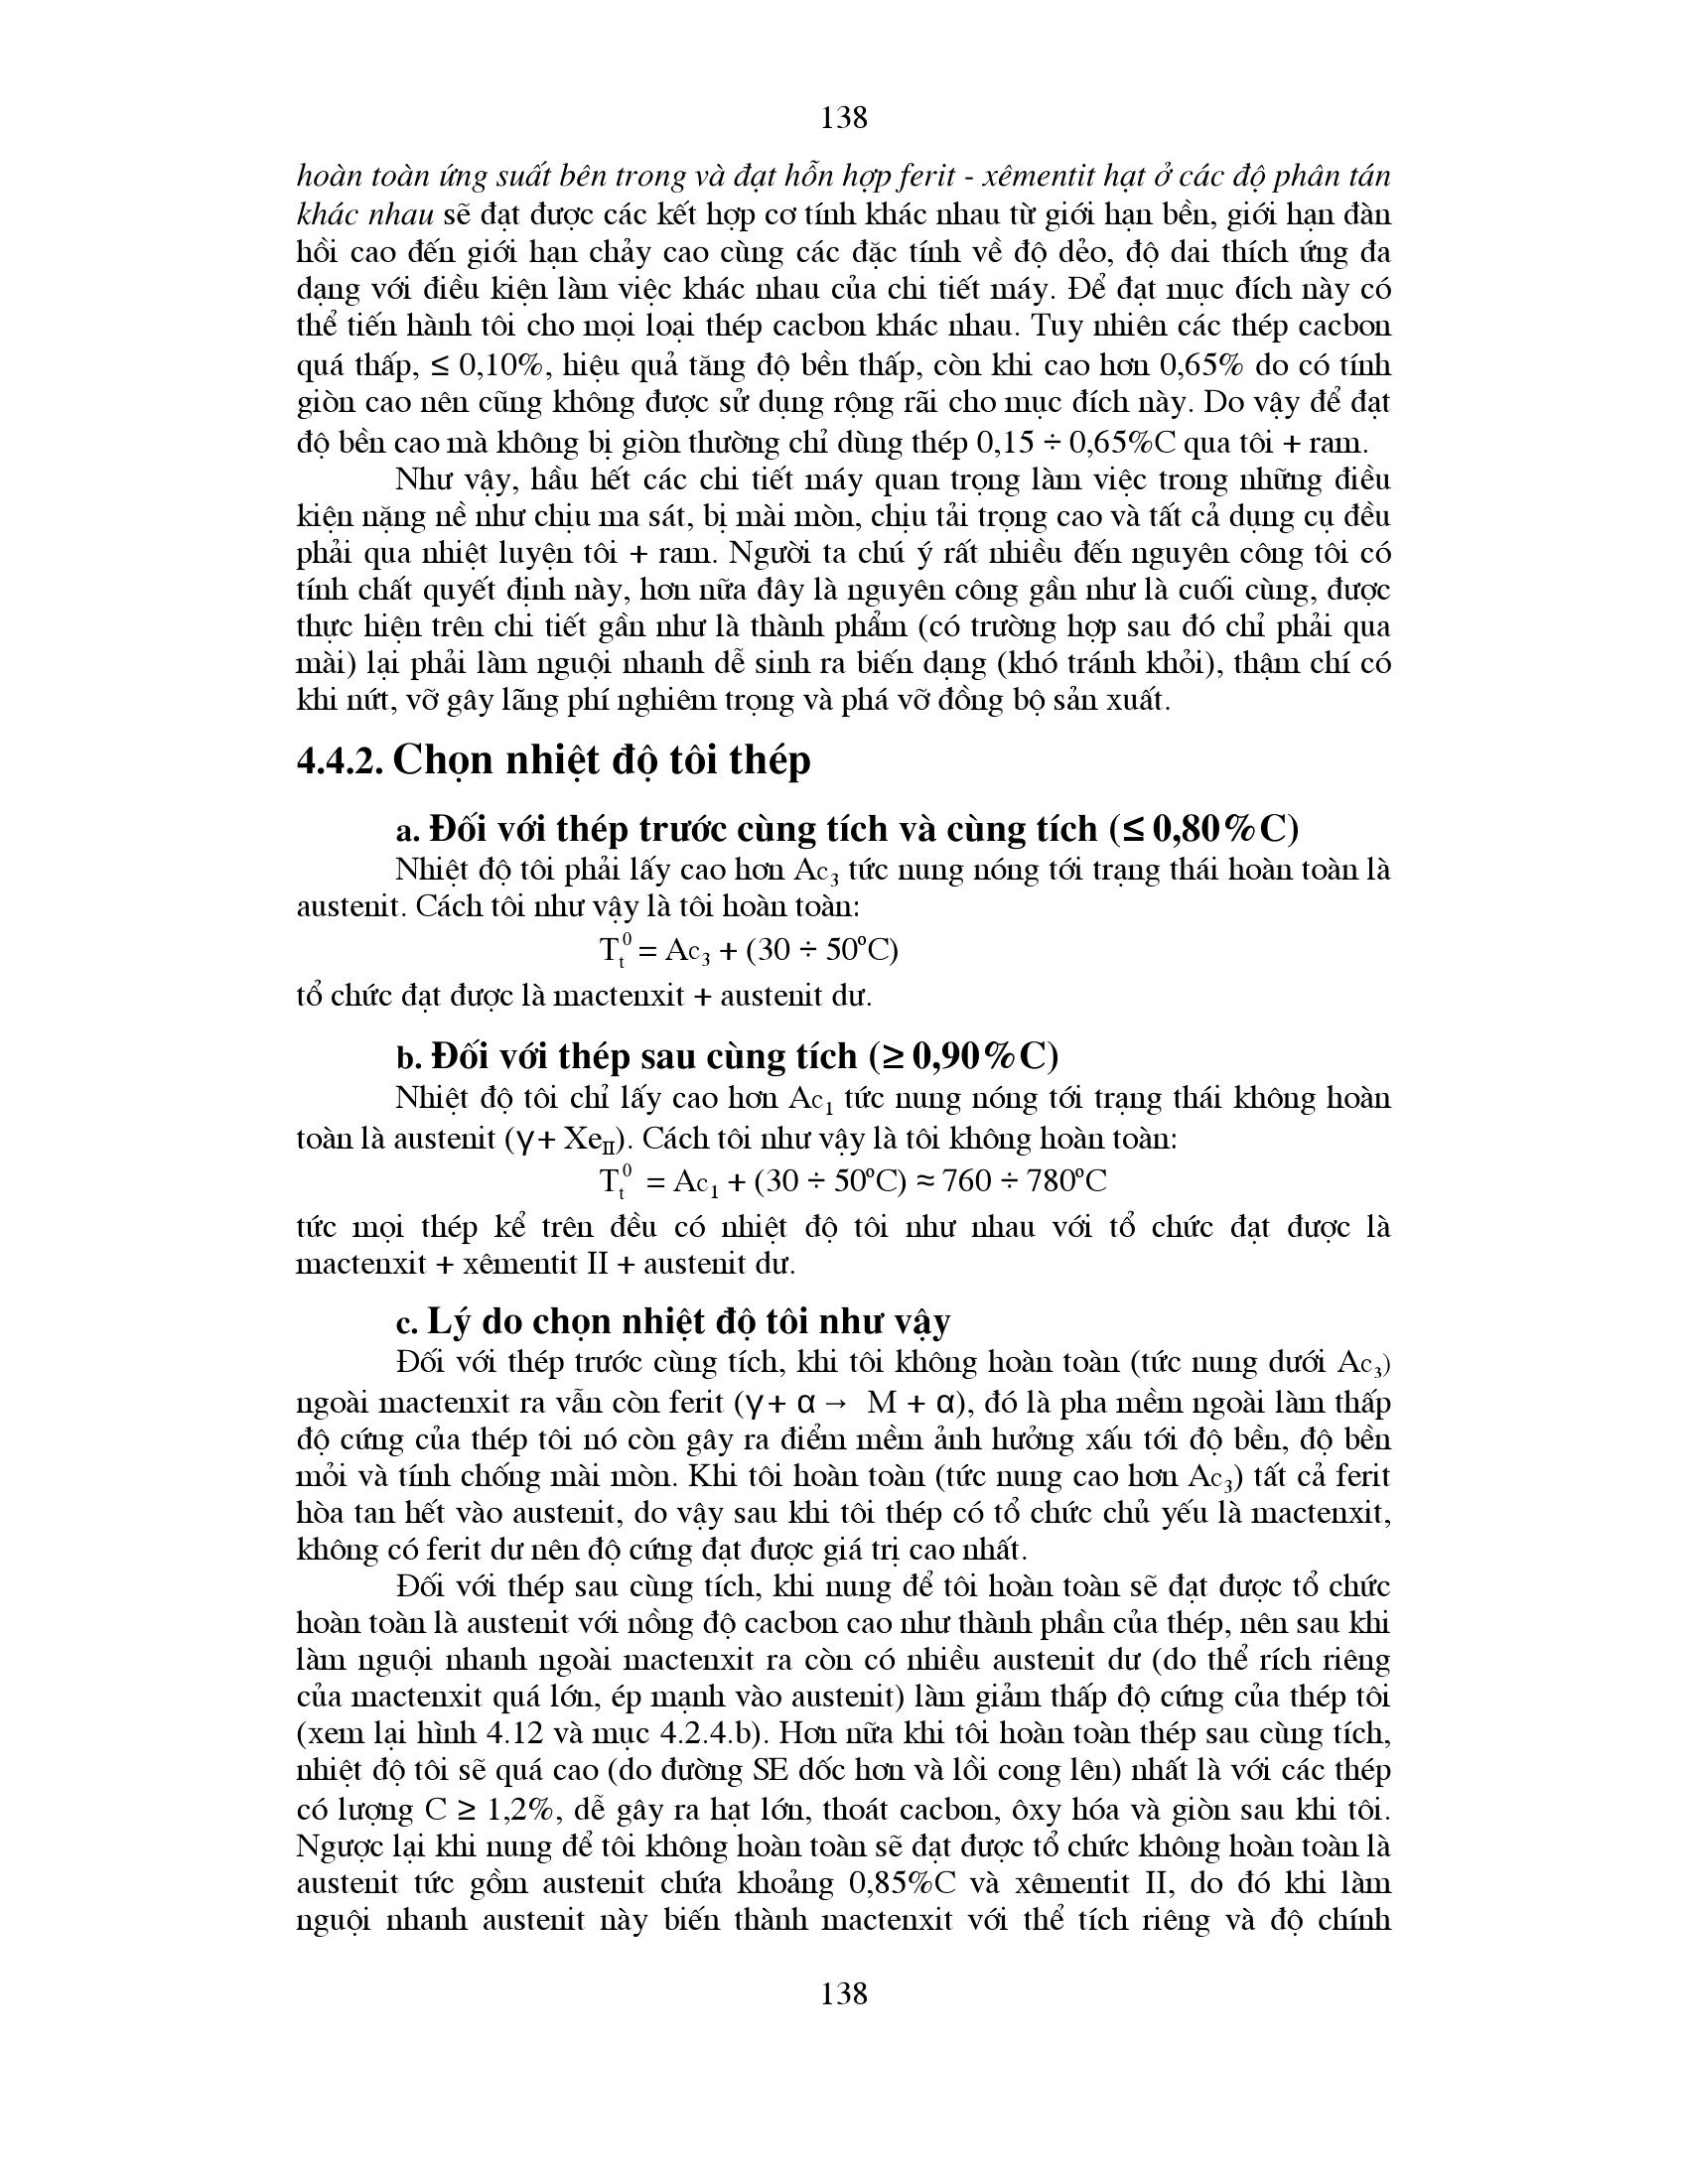 138
hoàn toàn ứng suất bên trong và đạt hỗn hợp ferit - xêmentit hạt ở các độ phân tán
khác nhau sẽ đạt được các kết hợp cơ tính khác nhau từ giới hạn bền, giới hạn đàn
hồi cao đến giới hạn chảy cao cùng các đặc tính về độ dẻo, độ dai thích ứng đa
dạng với điều kiện làm việc khác nhau của chi tiết máy. Để đạt mục đích này có
thể tiến hành tôi cho mọi loại thép cacbon khác nhau. Tuy nhiên các thép cacbon
quá thấp, ≤ 0,10%, hiệu quả tăng độ bền thấp, còn khi cao hơn 0,65% do có tính
giòn cao nên cũng không được sử dụng rộng rãi cho mục đích này. Do vậy để đạt
độ bền cao mà không bị giòn thường chỉ dùng thép 0,15 ÷ 0,65%C qua tôi + ram.
Như vậy, hầu hết các chi tiết máy quan trọng làm việc trong những điều
kiện nặng nề như chịu ma sát, bị mài mòn, chịu tải trọng cao và tất cả dụng cụ đều
phải qua nhiệt luyện tôi + ram. Người ta chú ý rất nhiều đến nguyên công tôi có
tính chất quyết định này, hơn nữa đây là nguyên công gần như là cuối cùng, được
thực hiện trên chi tiết gần như là thành phẩm (có trường hợp sau đó chỉ phải qua
mài) lại phải làm nguội nhanh dễ sinh ra biến dạng (khó tránh khỏi), thậm chí có
khi nứt, vỡ gây lãng phí nghiêm trọng và phá vỡ đồng bộ sản xuất.
4.4.2. Chọn nhiệt độ tôi thép
a. Đối với thép trước cùng tích và cùng tích (≤ 0,80%C)
Nhiệt độ tôi phải lấy cao hơn Ac₃ tức nung nóng tới trạng thái hoàn toàn là
austenit. Cách tôi như vậy là tôi hoàn toàn:
Tₜ⁰ = Ac₃ + (30 ÷ 50ºC)
tổ chức đạt được là mactenxit + austenit dư.
b. Đối với thép sau cùng tích (≥ 0,90%C)
Nhiệt độ tôi chỉ lấy cao hơn Ac₁ tức nung nóng tới trạng thái không hoàn
toàn là austenit (γ + Xe_II). Cách tôi như vậy là tôi không hoàn toàn:
Tₜ⁰ = Ac₁ + (30 ÷ 50ºC) ≈ 760 ÷ 780ºC
tức mọi thép kể trên đều có nhiệt độ tôi như nhau với tổ chức đạt được là
mactenxit + xêmentit II + austenit dư.
c. Lý do chọn nhiệt độ tôi như vậy
Đối với thép trước cùng tích, khi tôi không hoàn toàn (tức nung dưới Ac₃)
ngoài mactenxit ra vẫn còn ferit (γ + α → M + α), đó là pha mềm ngoài làm thấp
độ cứng của thép tôi nó còn gây ra điểm mềm ảnh hưởng xấu tới độ bền, độ bền
mỏi và tính chống mài mòn. Khi tôi hoàn toàn (tức nung cao hơn Ac₃) tất cả ferit
hòa tan hết vào austenit, do vậy sau khi tôi thép có tổ chức chủ yếu là mactenxit,
không có ferit dư nên độ cứng đạt được giá trị cao nhất.
Đối với thép sau cùng tích, khi nung để tôi hoàn toàn sẽ đạt được tổ chức
hoàn toàn là austenit với nồng độ cacbon cao như thành phần của thép, nên sau khi
làm nguội nhanh ngoài mactenxit ra còn có nhiều austenit dư (do thể rích riêng
của mactenxit quá lớn, ép mạnh vào austenit) làm giảm thấp độ cứng của thép tôi
(xem lại hình 4.12 và mục 4.2.4.b). Hơn nữa khi tôi hoàn toàn thép sau cùng tích,
nhiệt độ tôi sẽ quá cao (do đường SE dốc hơn và lồi cong lên) nhất là với các thép
có lượng C ≥ 1,2%, dễ gây ra hạt lớn, thoát cacbon, ôxy hóa và giòn sau khi tôi.
Ngược lại khi nung để tôi không hoàn toàn sẽ đạt được tổ chức không hoàn toàn là
austenit tức gồm austenit chứa khoảng 0,85%C và xêmentit II, do đó khi làm
nguội nhanh austenit này biến thành mactenxit với thể tích riêng và độ chính
138